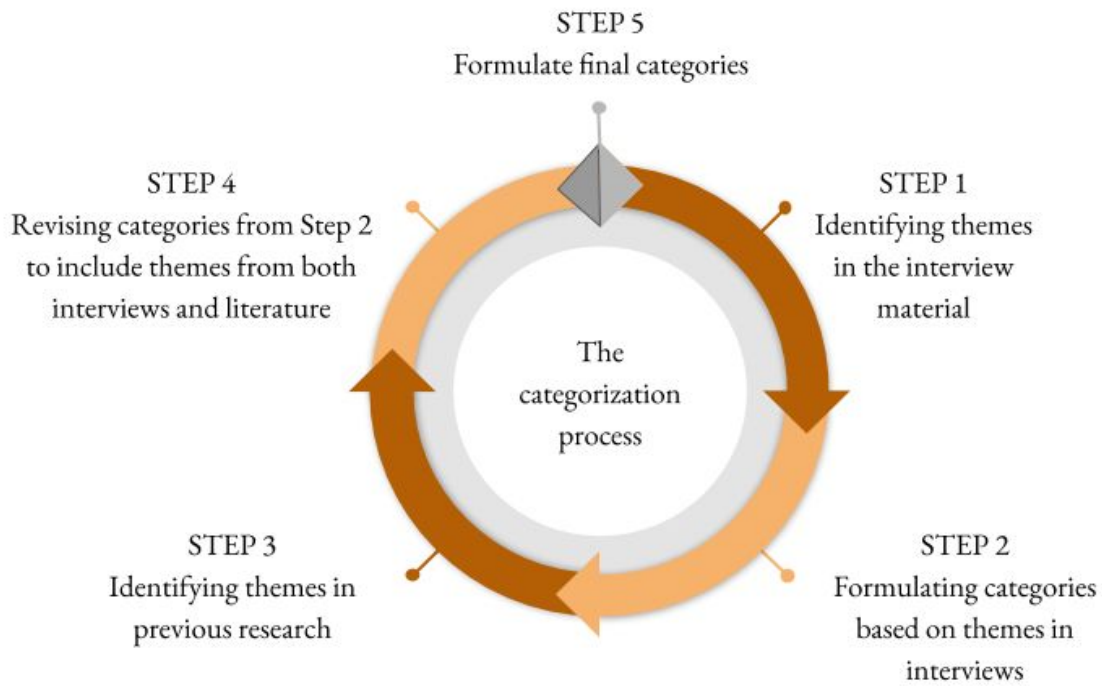 STEP 5
Formulate final categories
STEP 4
Revising categories from Step 2
to include themes from both
interviews and literature
STEP 1
Identifying themes
in the interview
material
The
categorization
process
STEP 3
Identifying themes in
previous research
STEP 2
Formulating categories
based on themes in
interviews